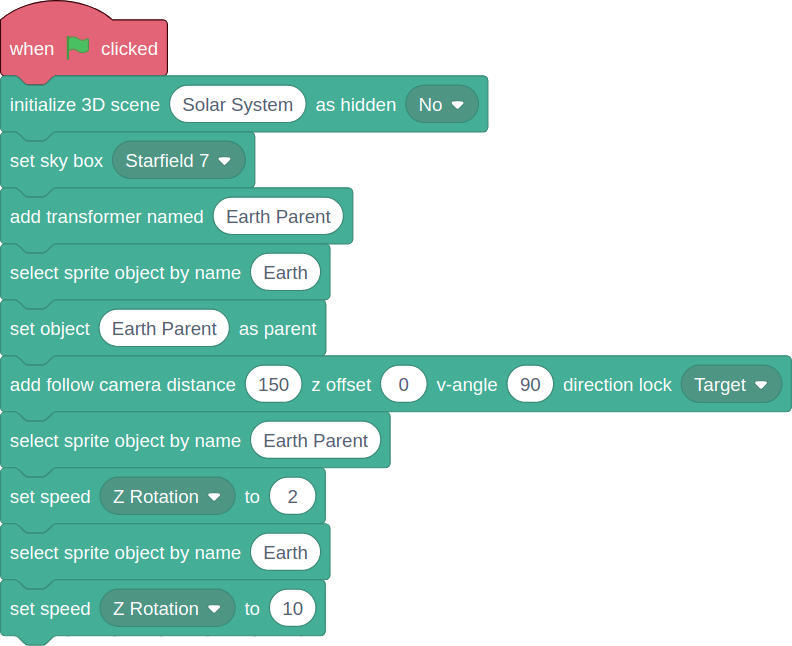 when clicked
initialize 3D scene Solar System as hidden No
set sky box Starfield 7
add transformer named Earth Parent
select sprite object by name Earth
set object Earth Parent as parent
add follow camera distance 150 z offset 0 v-angle 90 direction lock Target
select sprite object by name Earth Parent
set speed Z Rotation to 2
select sprite object by name Earth
set speed Z Rotation to 10